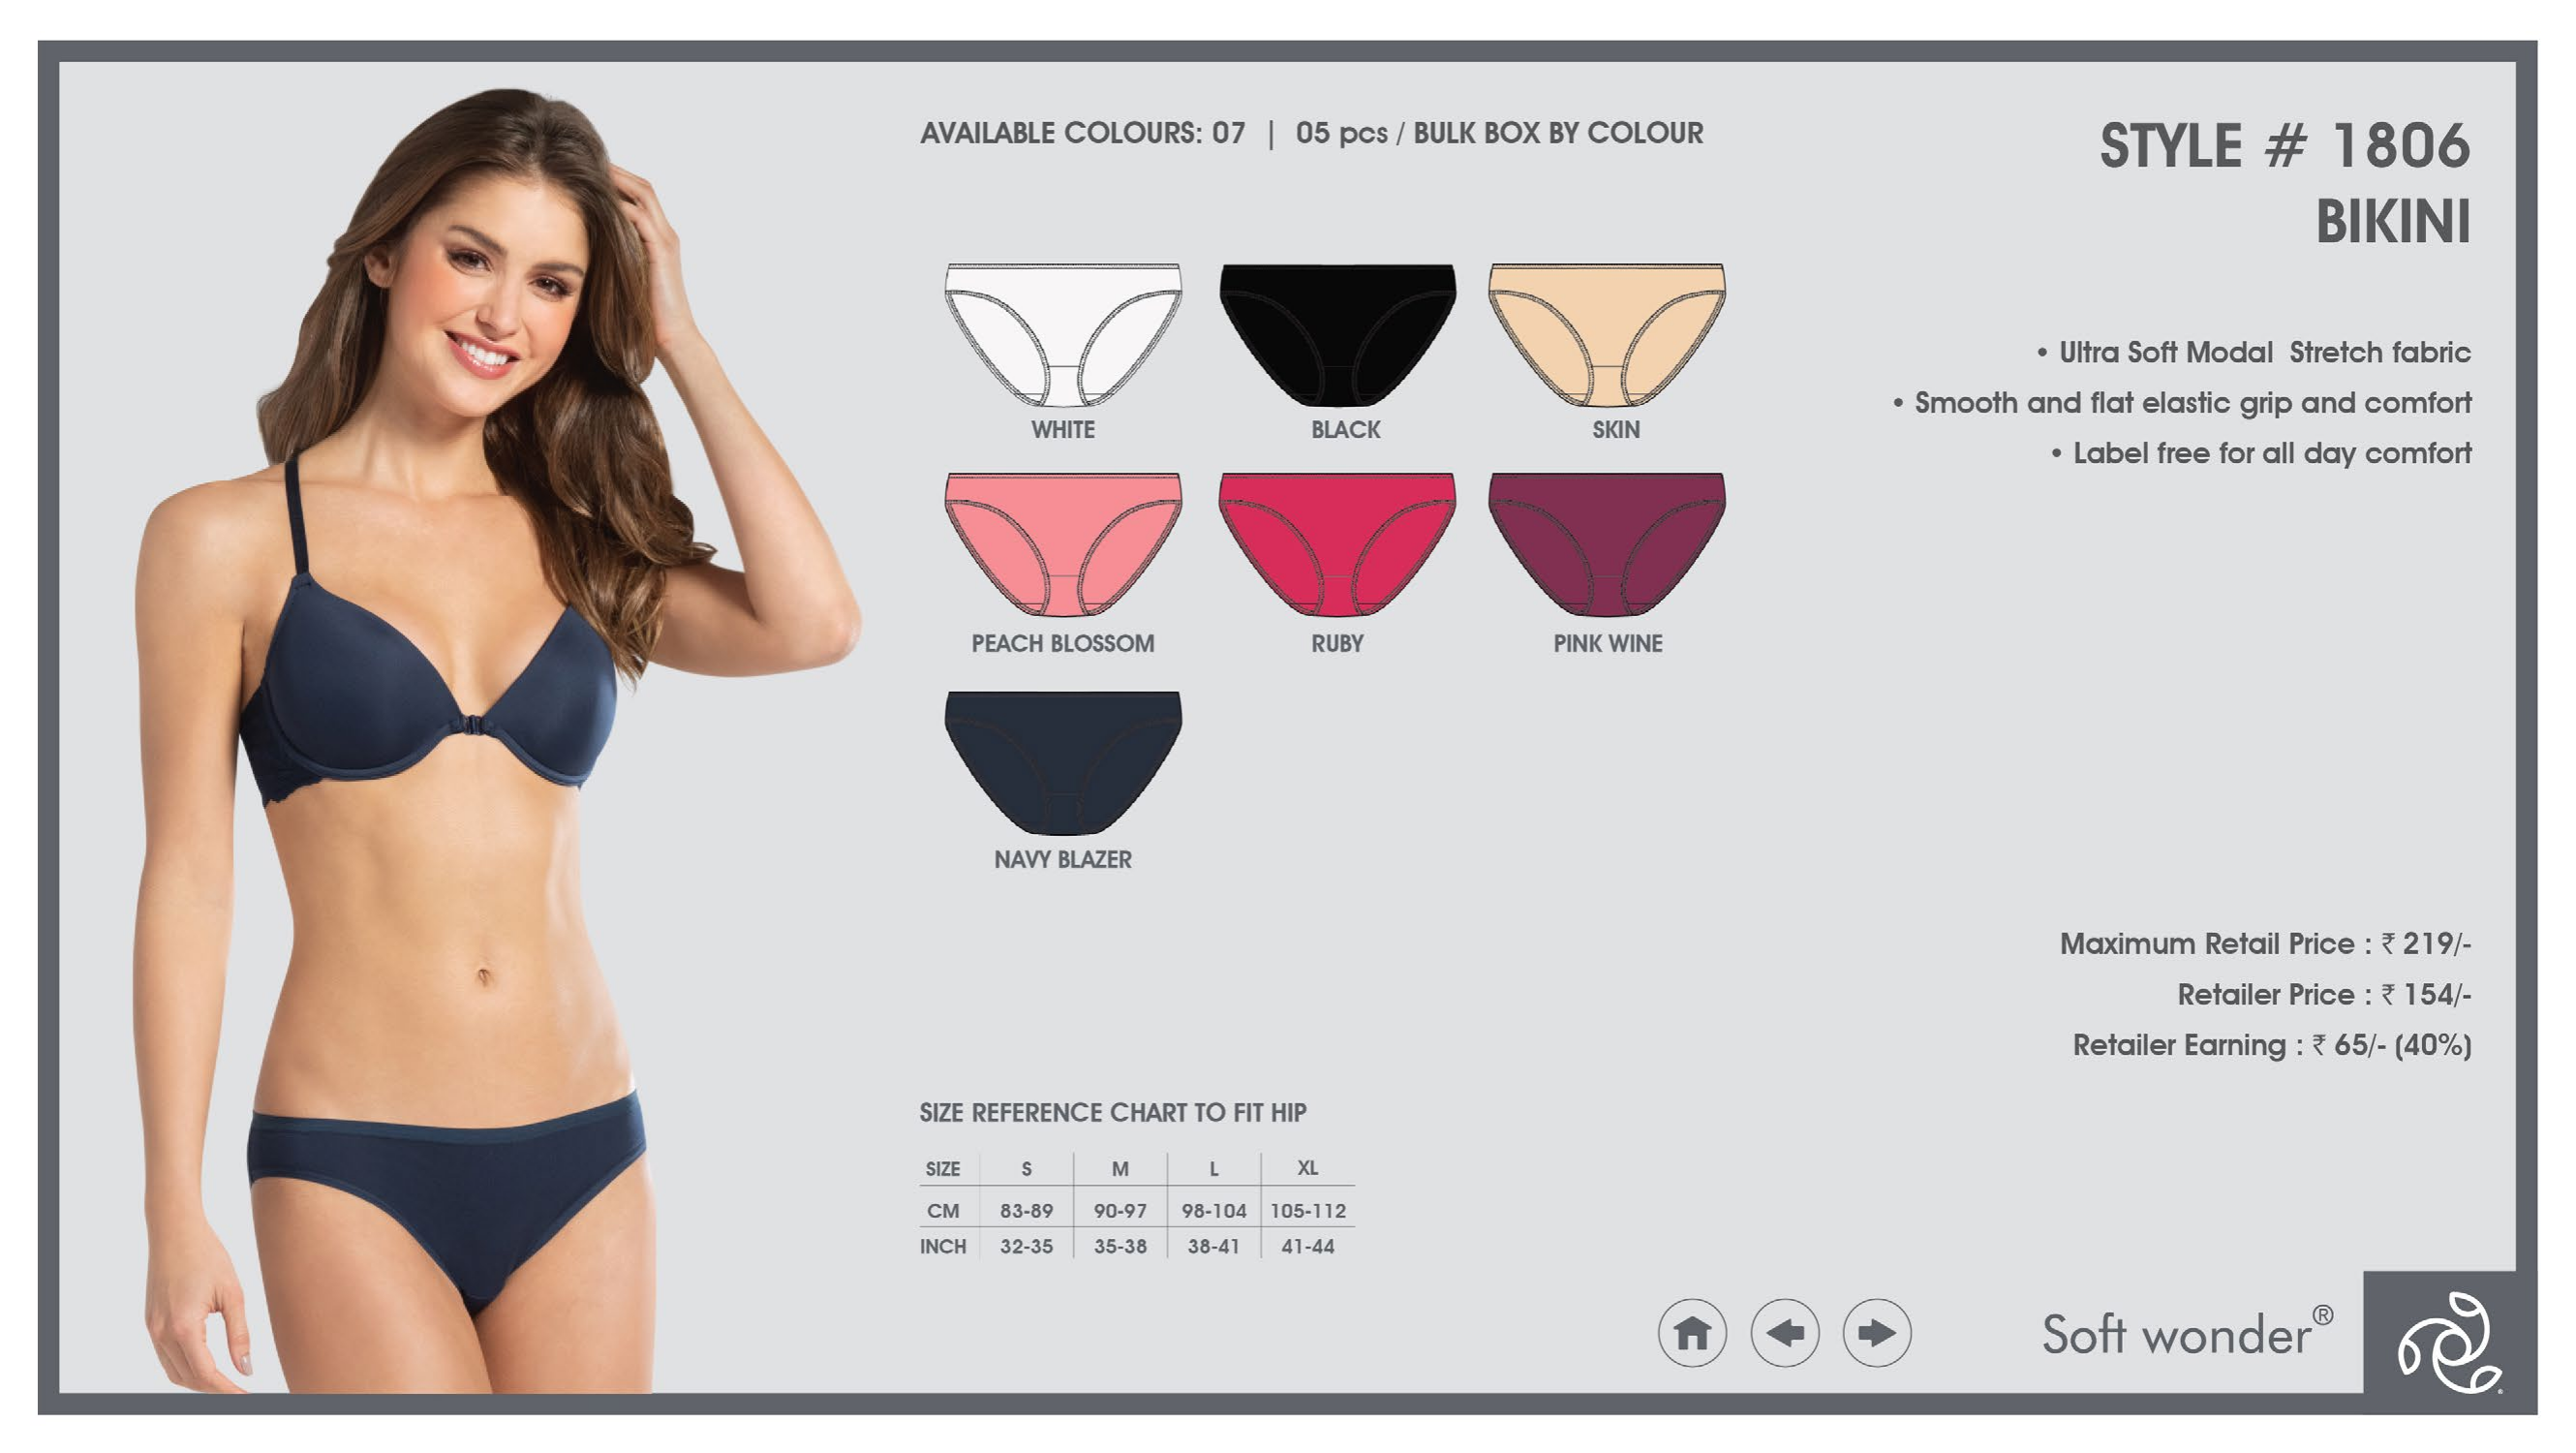 AVAILABLE COLOURS: 07 | 05 pcs / BULK BOX BY COLOUR
STYLE # 1806
BIKINI
• Ultra Soft Modal Stretch fabric
• Smooth and flat elastic grip and comfort
• Label free for all day comfort
WHITE BLACK SKIN
PEACH BLOSSOM RUBY PINK WINE
NAVY BLAZER
Maximum Retail Price : ₹ 219/-
Retailer Price : ₹ 154/-
Retailer Earning : ₹ 65/- (40%)
SIZE REFERENCE CHART TO FIT HIP
SIZE S M L XL
CM 83-89 90-97 98-104 105-112
INCH 32-35 35-38 38-41 41-44
Soft wonder®